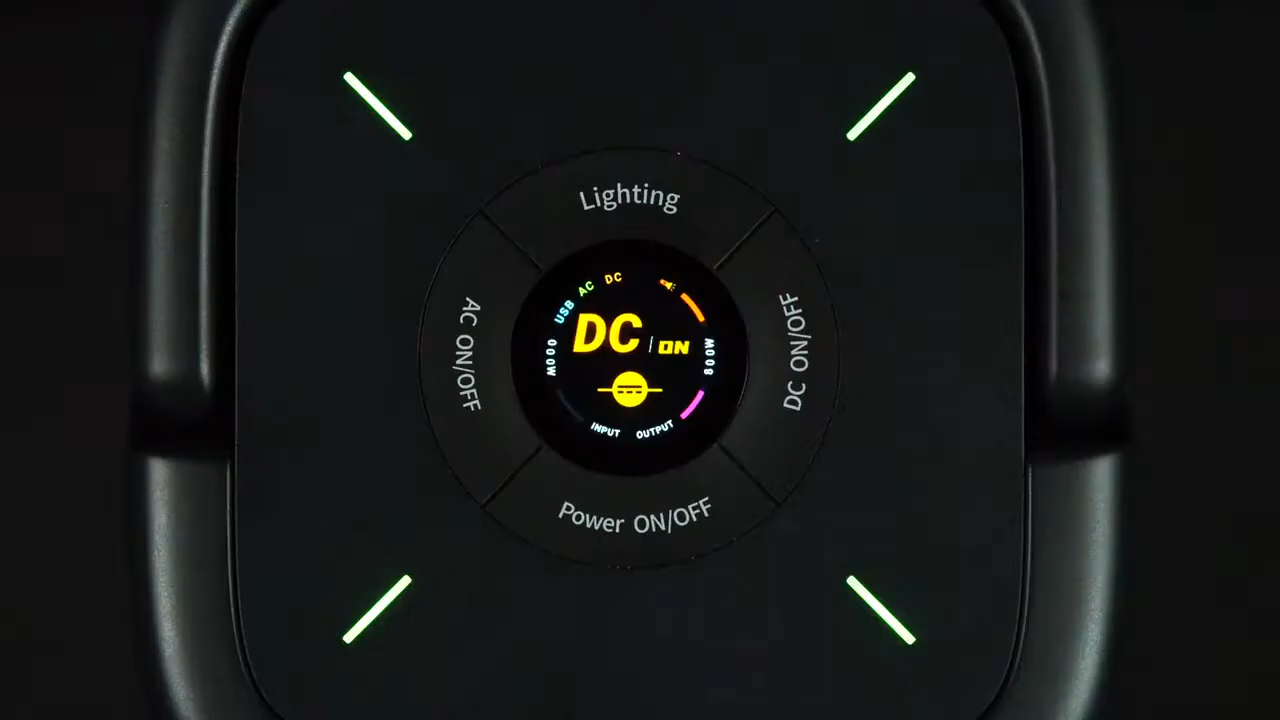 Lighting
USB AC DC
AC ON/OFF
000W
DC | ON
800W
DC ON/OFF
INPUT OUTPUT
Power ON/OFF